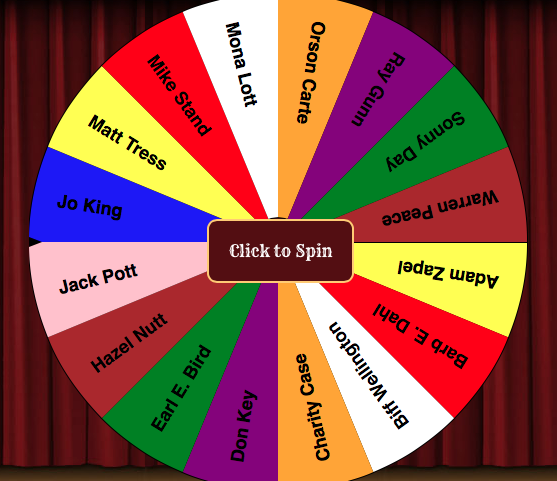 Orson Carte
Ray Gunn
Sonny Day
Warren Peace
Adam Zapel
Barb E. Dahl
Biff Wellington
Charity Case
Don Key
Earl E. Bird
Hazel Nutt
Jack Pott
Jo King
Matt Tress
Mike Stand
Mona Lott
Click to Spin